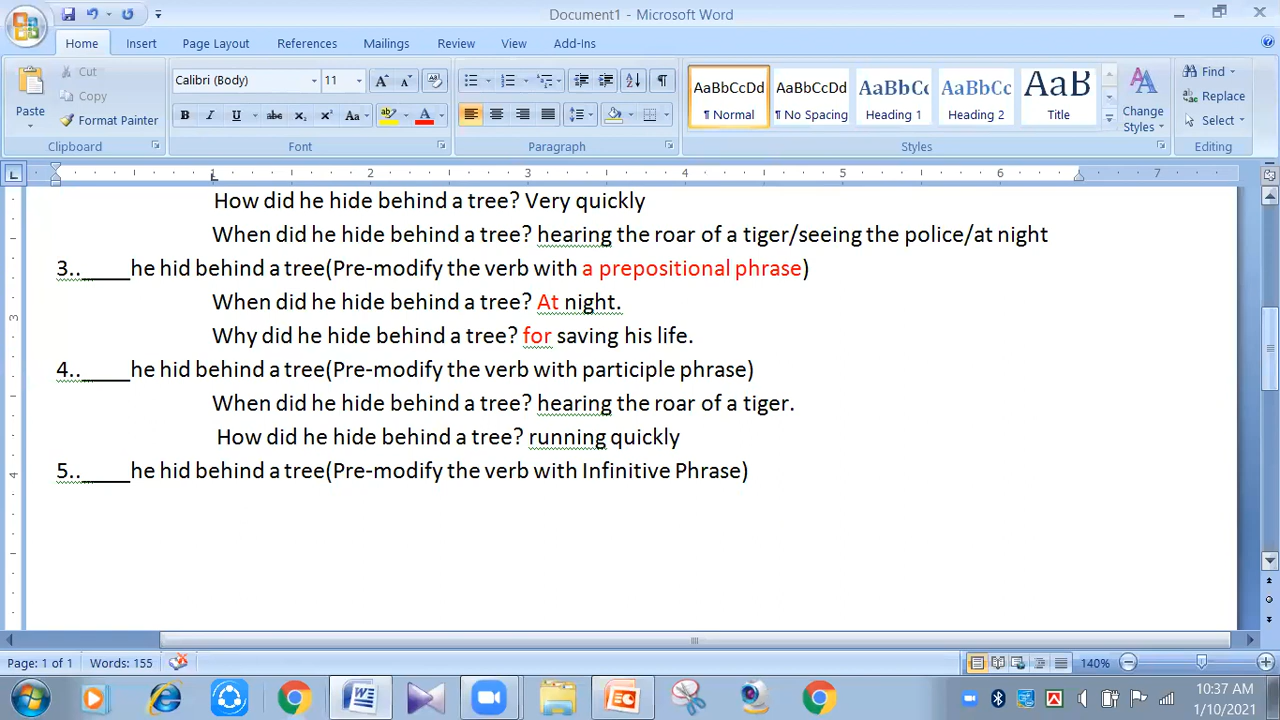 Document1 - Microsoft Word
Home Insert Page Layout References Mailings Review View Add-Ins
Paste
Cut
Copy
Format Painter
Clipboard
Calibri (Body) 11
Font
Paragraph
AaBbCcDd AaBbCcDd AaBbCc AaBbCc AaB
¶ Normal ¶ No Spacing Heading 1 Heading 2 Title
Change Styles
Styles
Find
Replace
Select
Editing
1 2 3 4 5 6 7
How did he hide behind a tree? Very quickly
When did he hide behind a tree? hearing the roar of a tiger/seeing the police/at night
3..____he hid behind a tree(Pre-modify the verb with a prepositional phrase)
When did he hide behind a tree? At night.
Why did he hide behind a tree? for saving his life.
4..____he hid behind a tree(Pre-modify the verb with participle phrase)
When did he hide behind a tree? hearing the roar of a tiger.
How did he hide behind a tree? running quickly
5..____he hid behind a tree(Pre-modify the verb with Infinitive Phrase)
Page: 1 of 1 Words: 155 140%
10:37 AM
1/10/2021